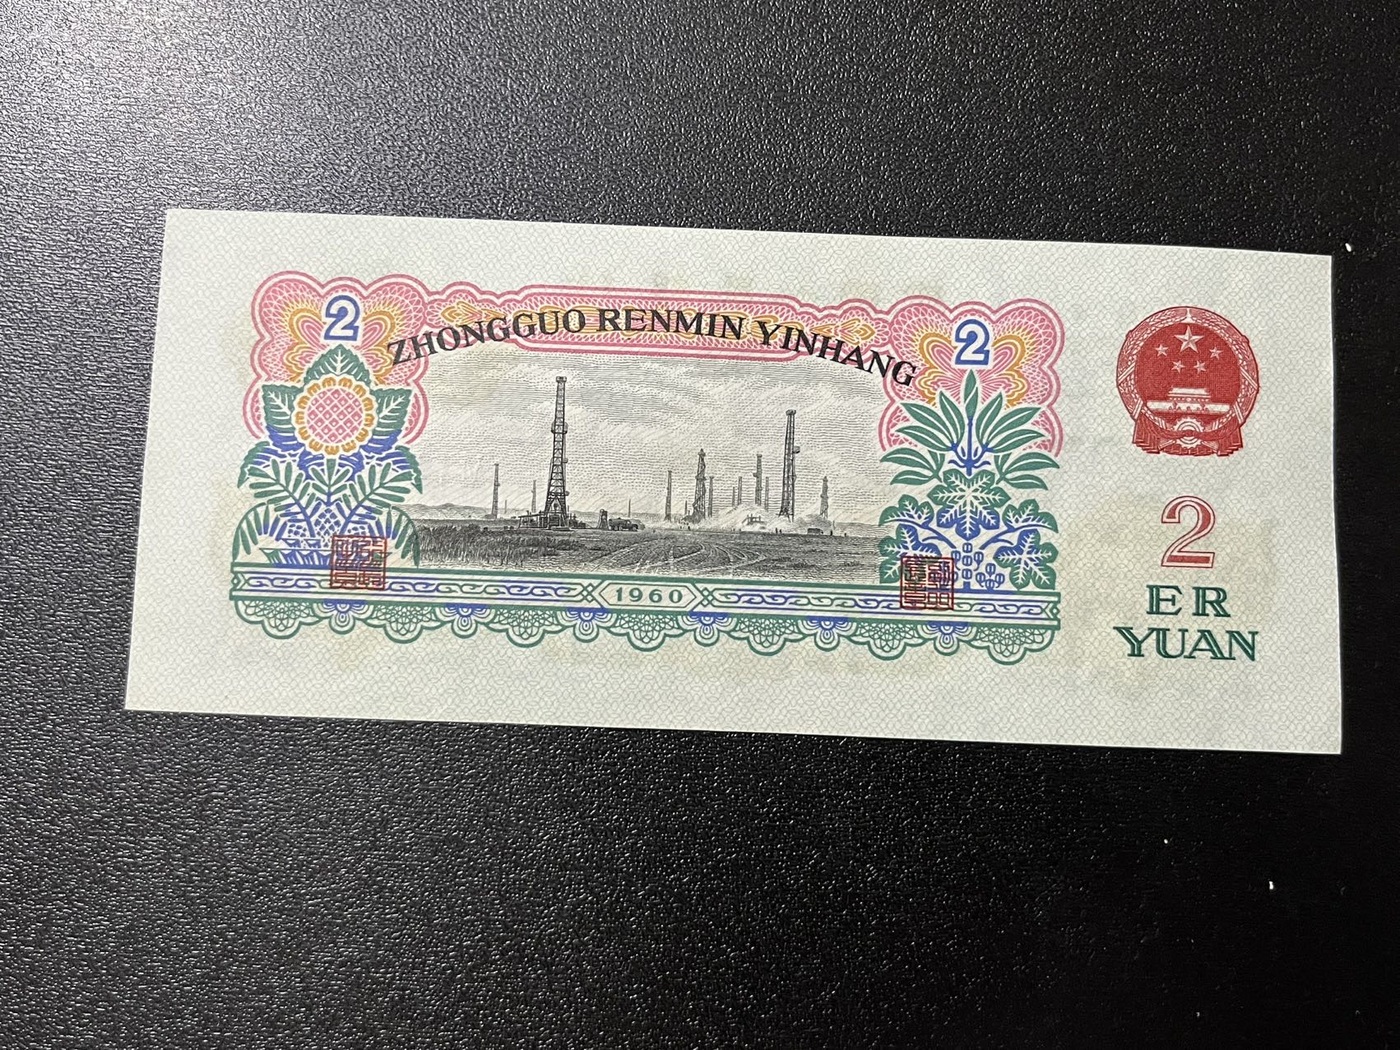 2
ZHONGGUO RENMIN YINHANG
2
1960
2
ER
YUAN